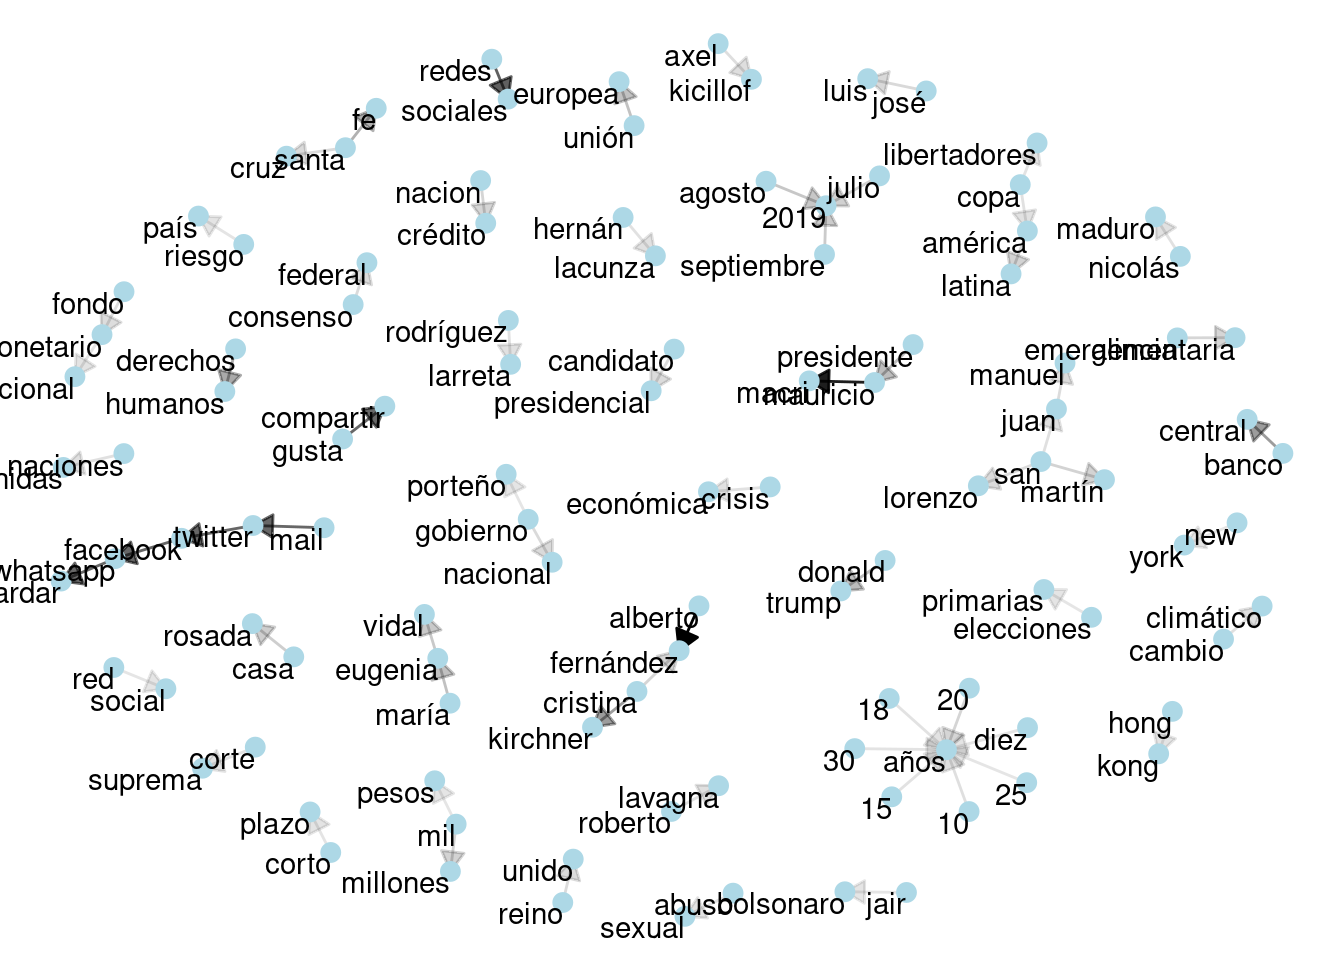 axel
redes
europea
kicillof
luis
josé
sociales
fe
unión
cruz
santa
libertadores
nacion
agosto
julio
copa
2019
país
crédito
hernán
maduro
riesgo
federal
lacunza
septiembre
américa
nicolás
latina
fondo
consenso
rodríguez
onetario
derechos
candidato
presidente
emergencia
alimentaria
cional
humanos
larreta
presidencial
macri
mauricio
manuel
compartir
gusta
juan
central
banco
naciones
nidas
porteño
económica
crisis
san
lorenzo
martín
gobierno
twitter
mail
facebook
new
york
whatsapp
ardar
nacional
donald
trump
primarias
elecciones
alberto
climático
cambio
vidal
rosada
casa
eugenia
fernández
red
social
cristina
maría
kirchner
18
20
hong
diez
kong
corte
suprema
30
años
pesos
lavagna
15
25
plazo
mil
roberto
10
corto
millones
unido
reino
abuso
bolsonaro
jair
sexual